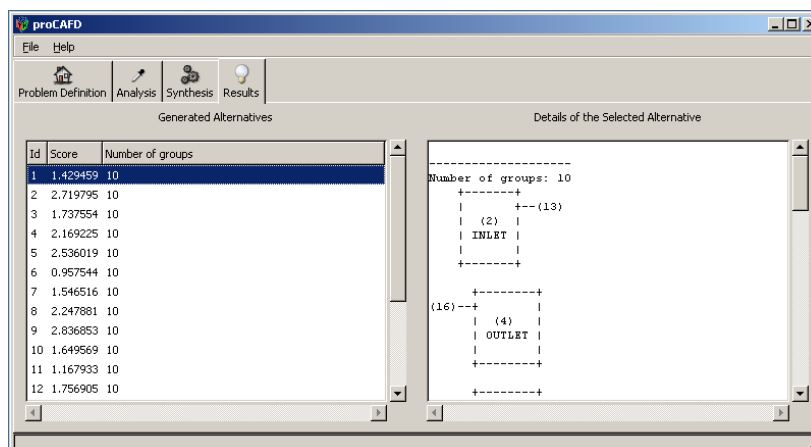 proCAFD
File Help
Problem Definition Analysis Synthesis Results
Generated Alternatives
Id Score Number of groups
1 1.429459 10
2 2.719795 10
3 1.737554 10
4 2.169225 10
5 2.536019 10
6 0.957544 10
7 1.546516 10
8 2.247881 10
9 2.836853 10
10 1.649569 10
11 1.167933 10
12 1.756905 10
Details of the Selected Alternative
--------------------
Number of groups: 10
+-------+
| +--(13)
| (2) |
| INLET |
| |
+-------+
+--------+
(16)--+ |
| (4) |
| OUTLET |
| |
+--------+
+--------+